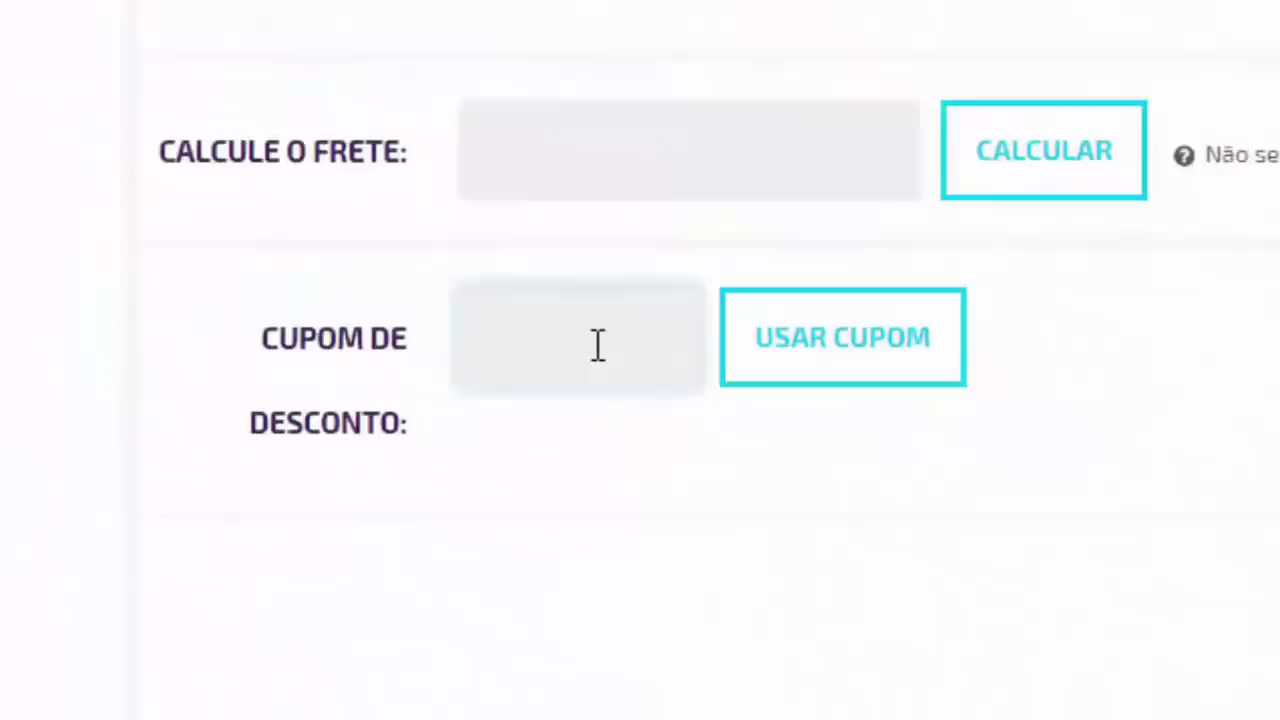 CALCULE O FRETE:
CALCULAR
Não se
CUPOM DE
DESCONTO:
USAR CUPOM